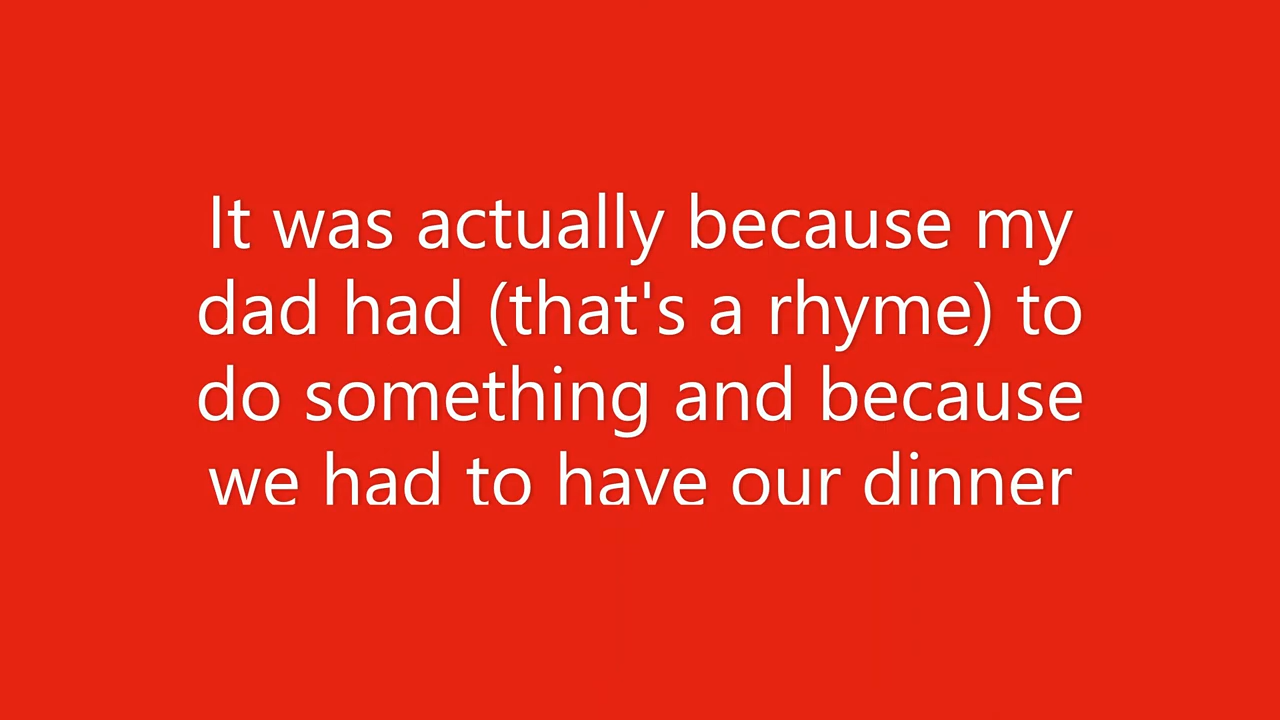 It was actually because my
dad had (that's a rhyme) to
do something and because
we had to have our dinner